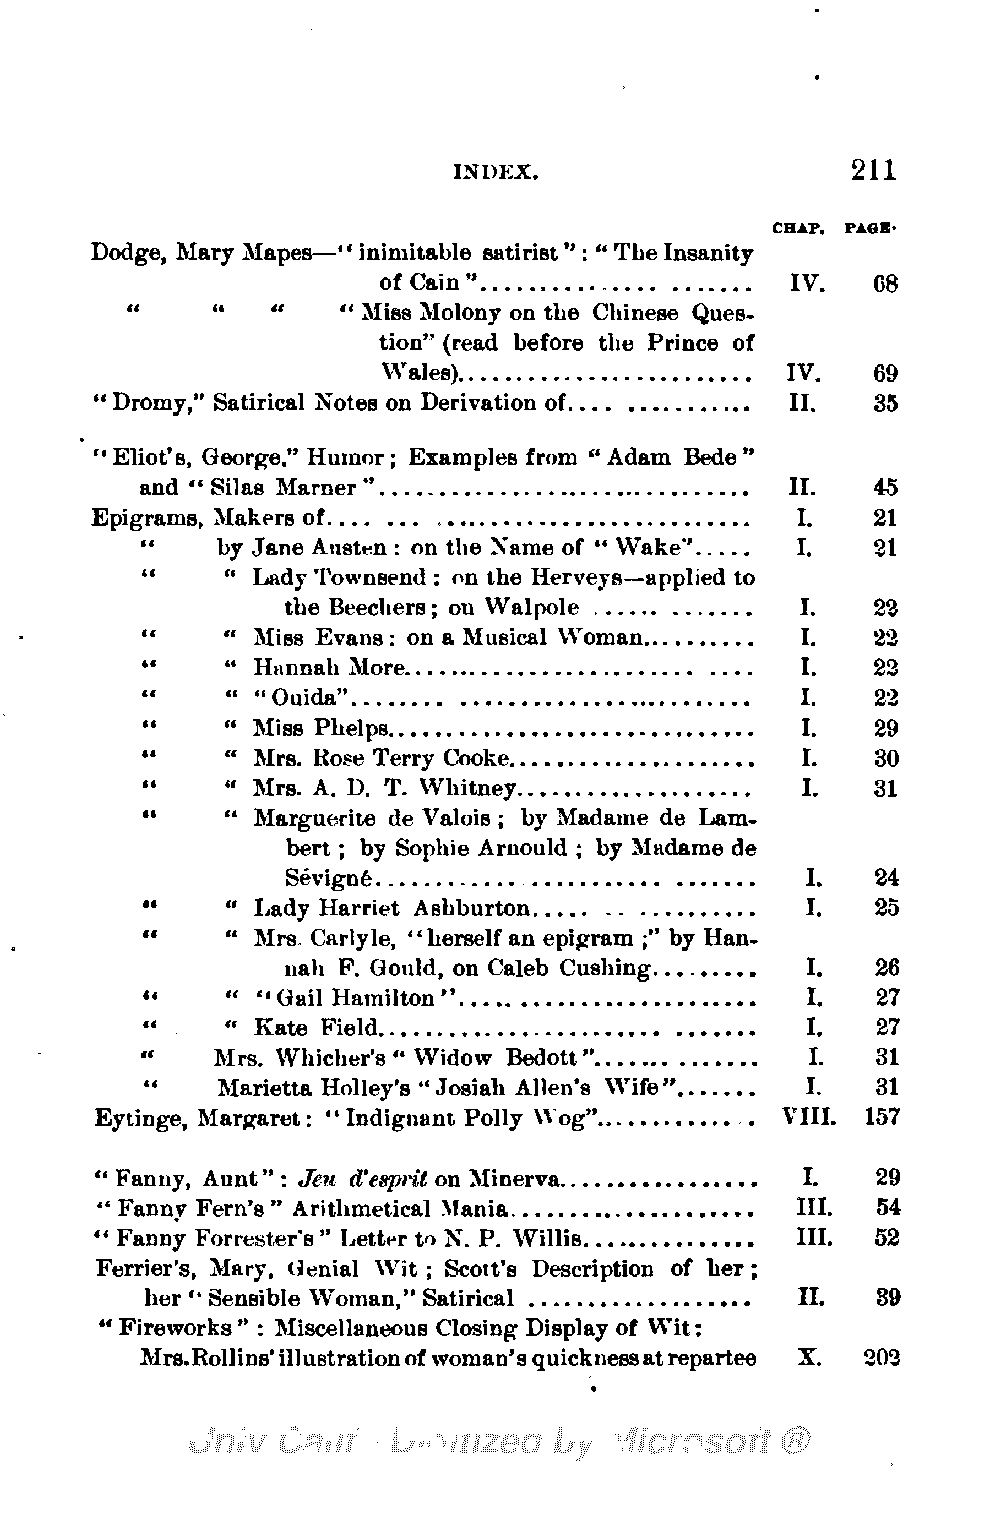 INDEX. 211
CHAP. PAGE.
Dodge, Mary Mapes—"inimitable satirist": "The Insanity
of Cain"............................ IV. 68
" " " "Miss Molony on the Chinese Ques-
tion" (read before the Prince of
Wales)......................... IV. 69
"Dromy," Satirical Notes on Derivation of............... II. 35
"Eliot's, George," Humor; Examples from "Adam Bede"
and "Silas Marner"............................... II. 45
Epigrams, Makers of.................................. I. 21
" by Jane Austen: on the Name of "Wake"..... I. 21
" " Lady Townsend: on the Herveys—applied to
the Beechers; on Walpole ............. I. 22
" " Miss Evans: on a Musical Woman.......... I. 22
" " Hannah More............................. I. 22
" " "Ouida"................................. I. 22
" " Miss Phelps............................... I. 29
" " Mrs. Rose Terry Cooke..................... I. 30
" " Mrs. A. D. T. Whitney.................... I. 31
" " Marguerite de Valois; by Madame de Lam-
bert; by Sophie Arnould; by Madame de
Sévigné............................... I. 24
" " Lady Harriet Ashburton................. I. 25
" " Mrs. Carlyle, "herself an epigram;" by Han-
nah F. Gould, on Caleb Cushing......... I. 26
" " "Gail Hamilton"......................... I. 27
" " Kate Field............................... I. 27
" Mrs. Whicher's "Widow Bedott".............. I. 31
" Marietta Holley's "Josiah Allen's Wife"....... I. 31
Eytinge, Margaret: "Indignant Polly Wog".............. VIII. 157
"Fanny, Aunt": Jeu d'esprit on Minerva................. I. 29
"Fanny Fern's" Arithmetical Mania..................... III. 54
"Fanny Forrester's" Letter to N. P. Willis............... III. 52
Ferrier's, Mary, Genial Wit; Scott's Description of her;
her "Sensible Woman," Satirical ................... II. 39
"Fireworks": Miscellaneous Closing Display of Wit:
Mrs. Rollins' illustration of woman's quickness at repartee X. 202
Univ Calif - Digitized by Microsoft ®